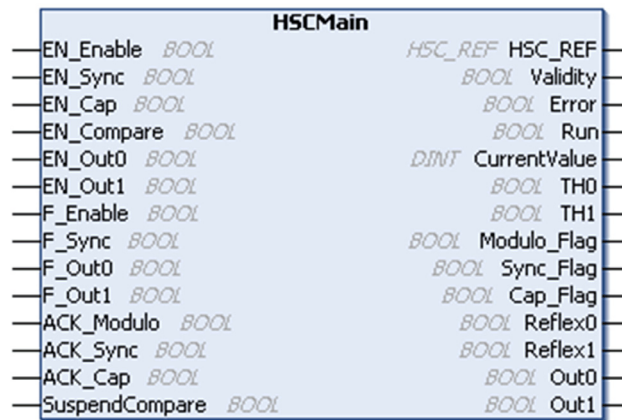 HSCMain
EN_Enable BOOL HSC_REF HSC_REF
EN_Sync BOOL BOOL Validity
EN_Cap BOOL BOOL Error
EN_Compare BOOL BOOL Run
EN_Out0 BOOL DINT CurrentValue
EN_Out1 BOOL BOOL TH0
F_Enable BOOL BOOL TH1
F_Sync BOOL BOOL Modulo_Flag
F_Out0 BOOL BOOL Sync_Flag
F_Out1 BOOL BOOL Cap_Flag
ACK_Modulo BOOL BOOL Reflex0
ACK_Sync BOOL BOOL Reflex1
ACK_Cap BOOL BOOL Out0
SuspendCompare BOOL BOOL Out1